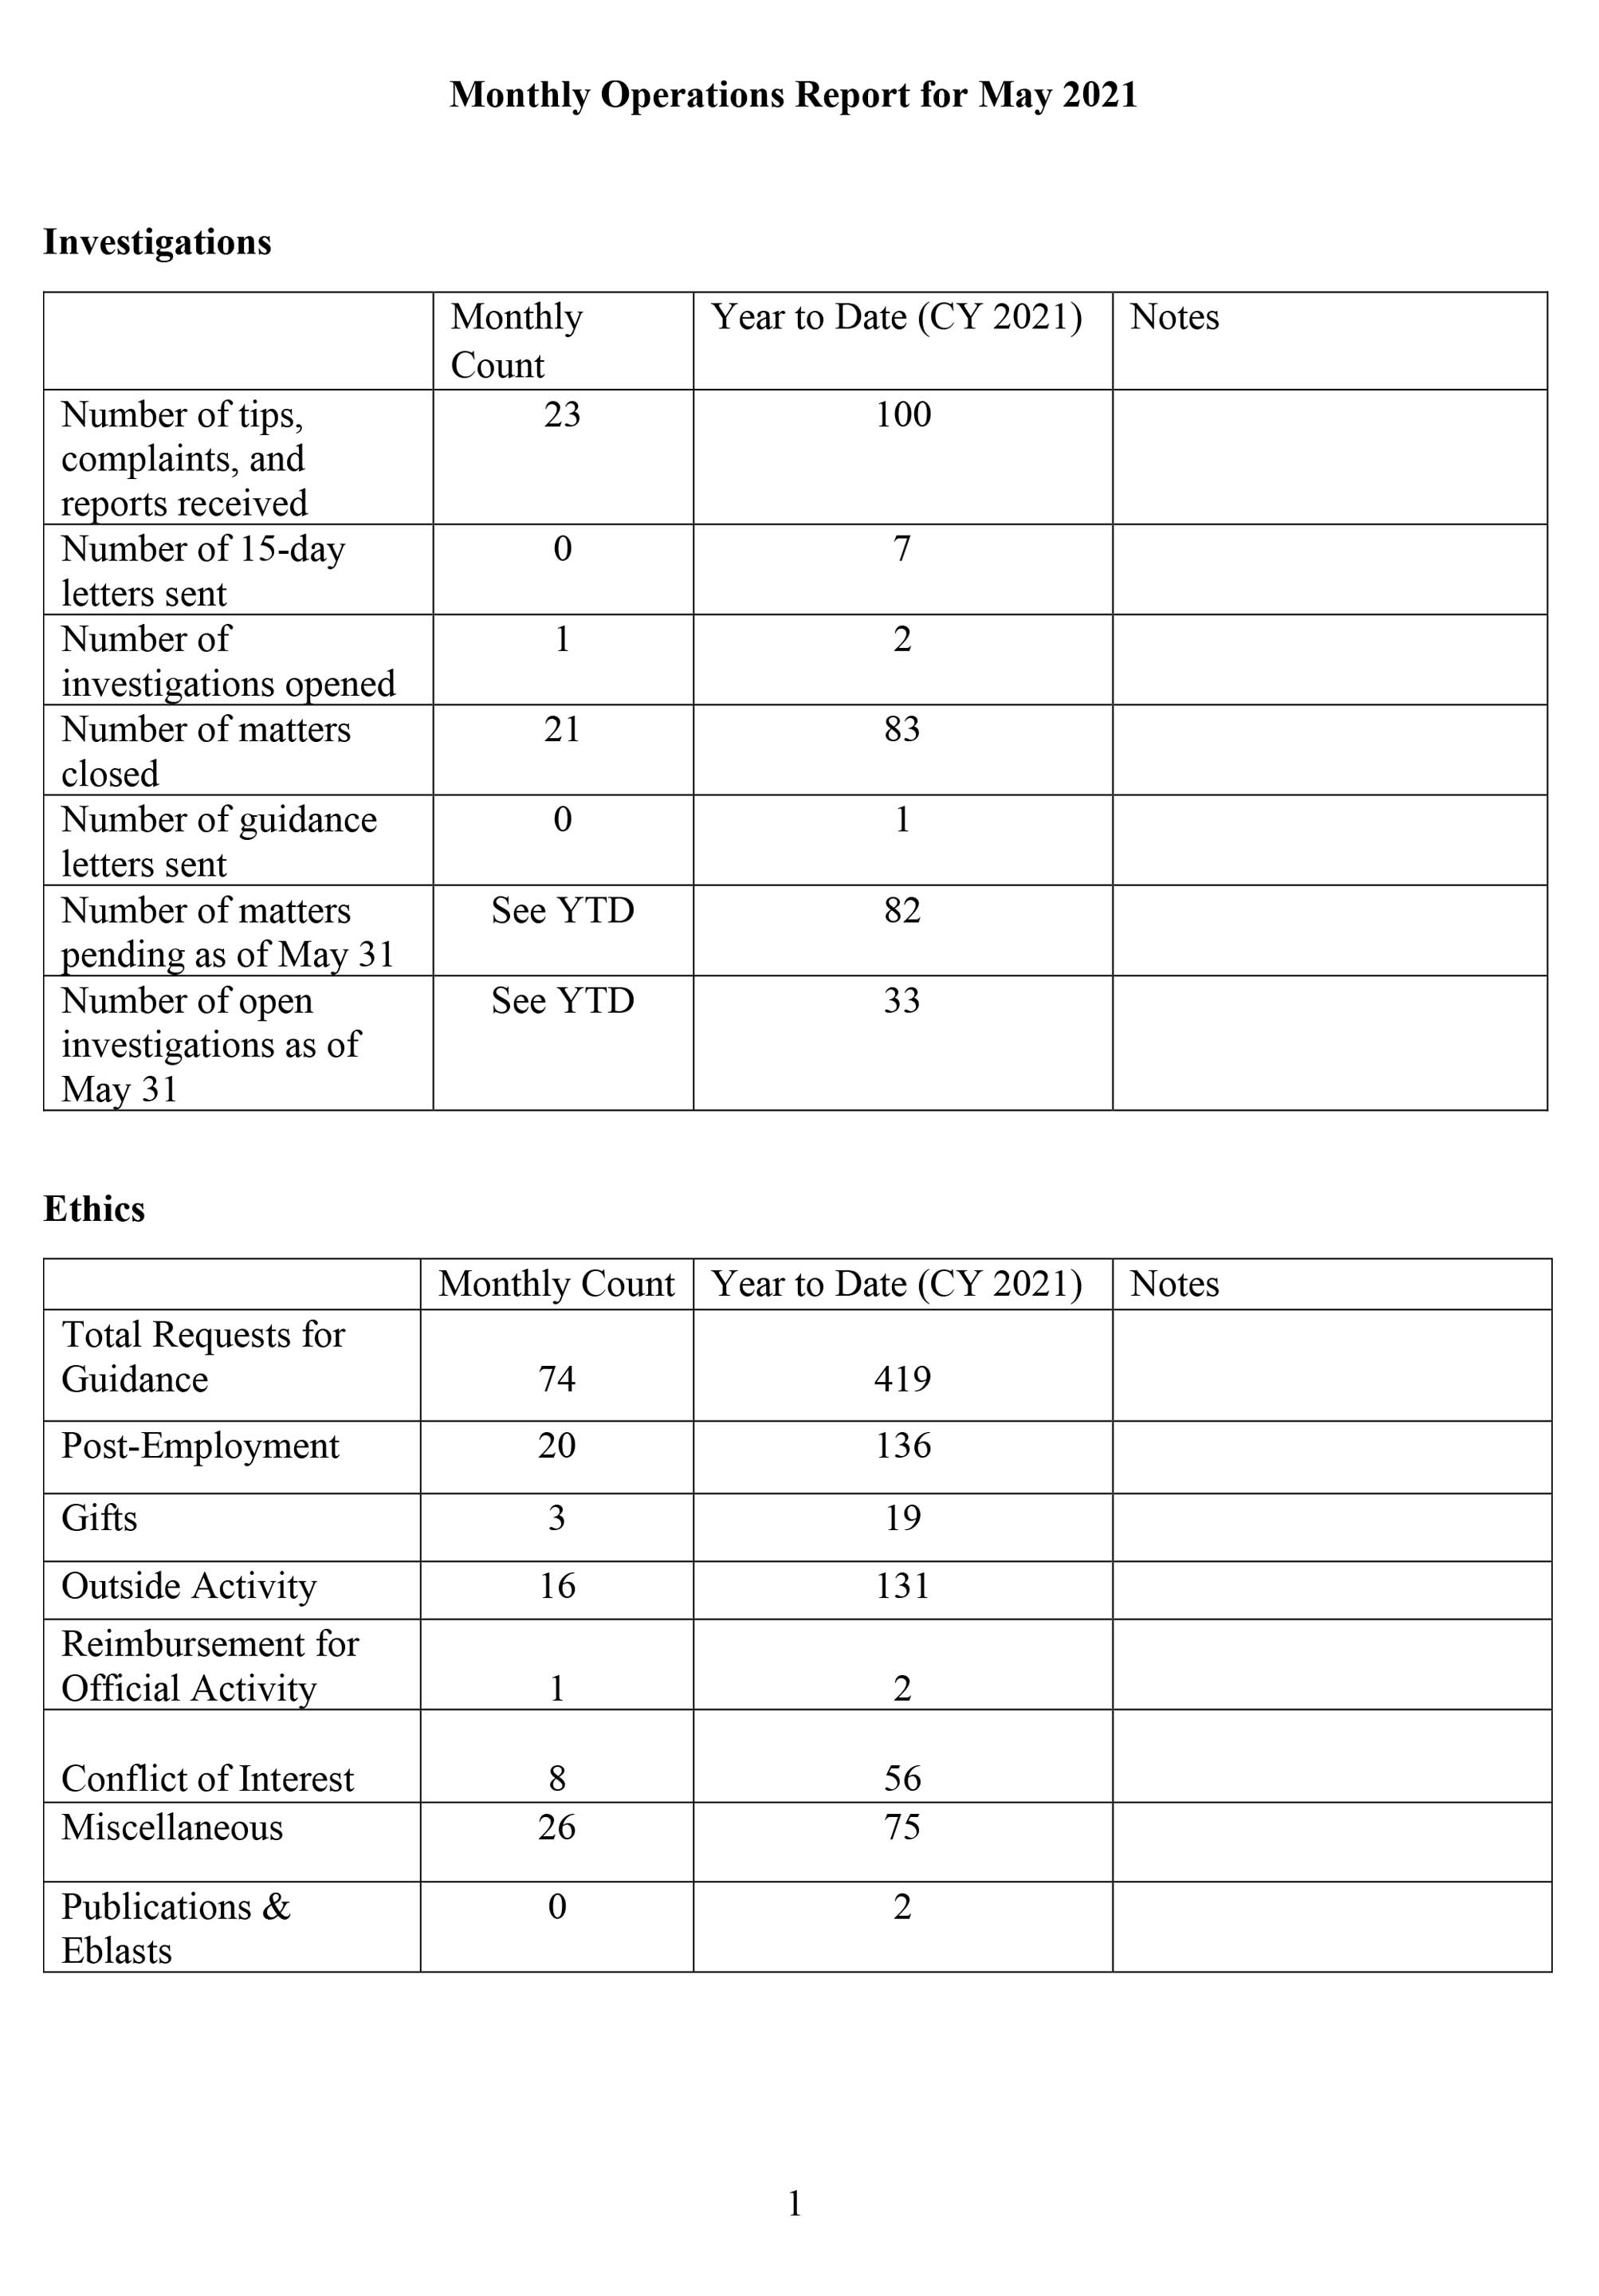 Monthly Operations Report for May 2021
Investigations
Monthly
Count
Year to Date (CY 2021)
Notes
Number of tips,
complaints, and
reports received
23
100
Number of 15-day
letters sent
0
7
Number of
investigations opened
1
2
Number of matters
closed
21
83
Number of guidance
letters sent
0
1
Number of matters
pending as of May 31
See YTD
82
Number of open
investigations as of
May 31
See YTD
33
Ethics
Monthly Count
Year to Date (CY 2021)
Notes
Total Requests for
Guidance
74
419
Post-Employment
20
136
Gifts
3
19
Outside Activity
16
131
Reimbursement for
Official Activity
1
2
Conflict of Interest
8
56
Miscellaneous
26
75
Publications &
Eblasts
0
2
1